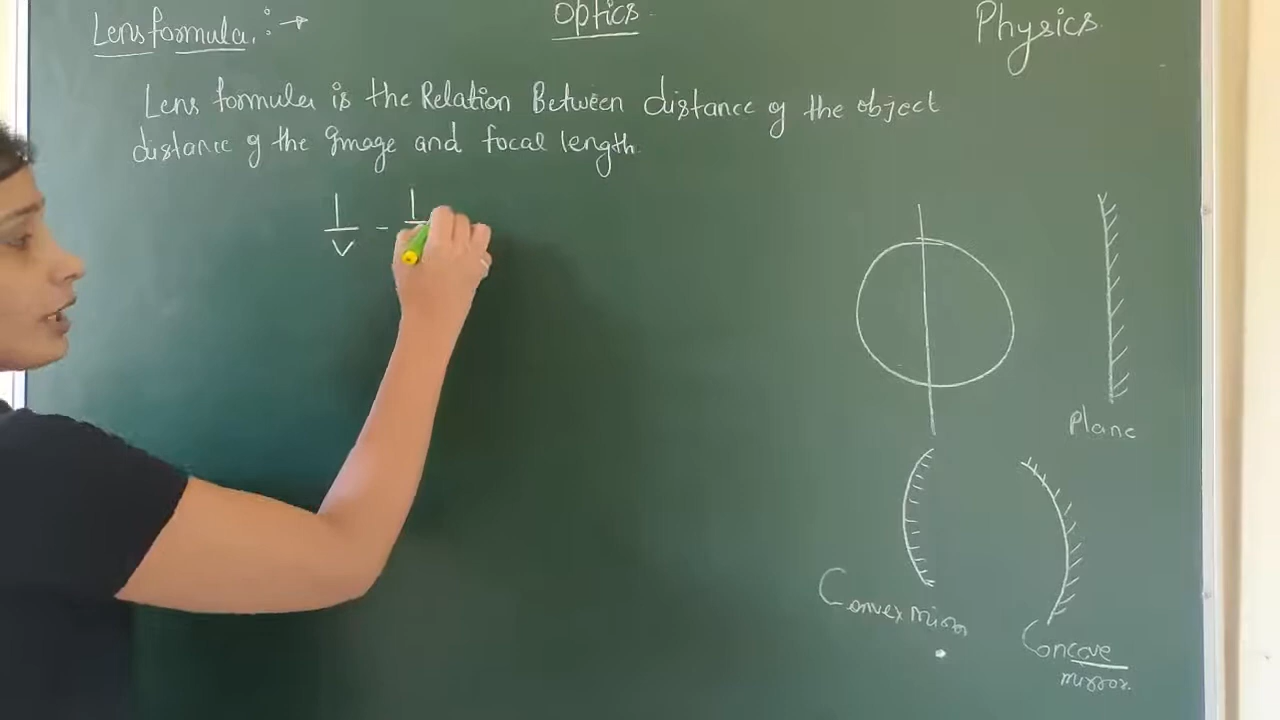 Optics
Physics
Lens formula :→
Lens formula is the Relation Between distance of the object
distance of the Image and focal length.
1/v - 1
Plane
Convex mirror
Concave
mirror.